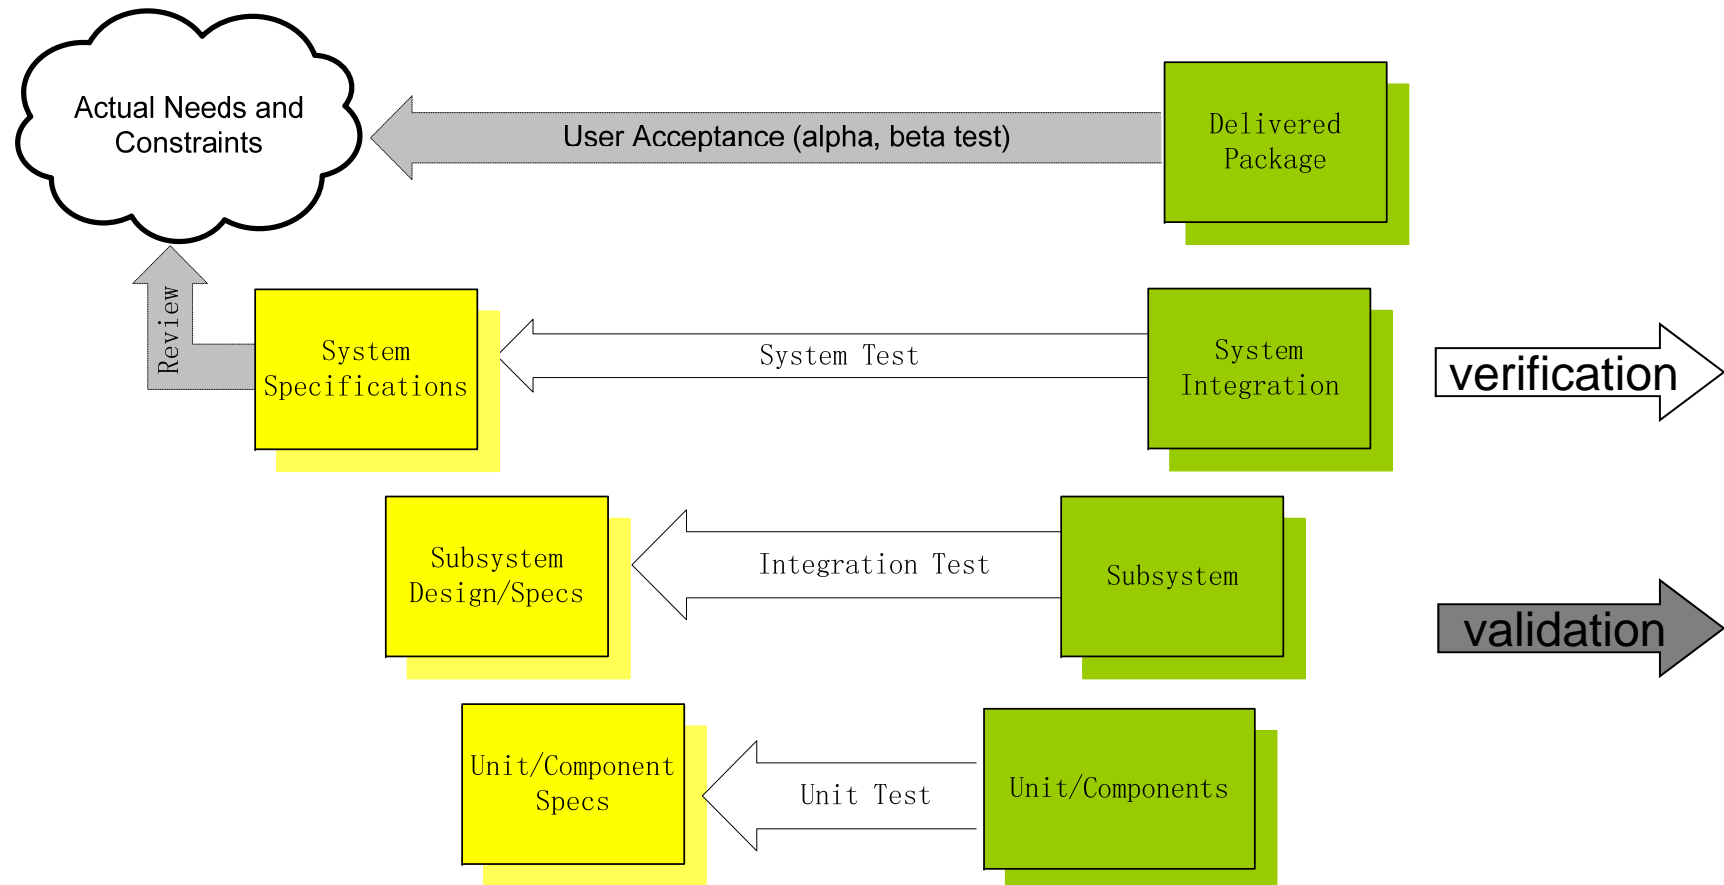 Actual Needs and
Constraints
User Acceptance (alpha, beta test)
Delivered
Package
Review
System
Specifications
System Test
System
Integration
verification
Subsystem
Design/Specs
Integration Test
Subsystem
validation
Unit/Component
Specs
Unit Test
Unit/Components